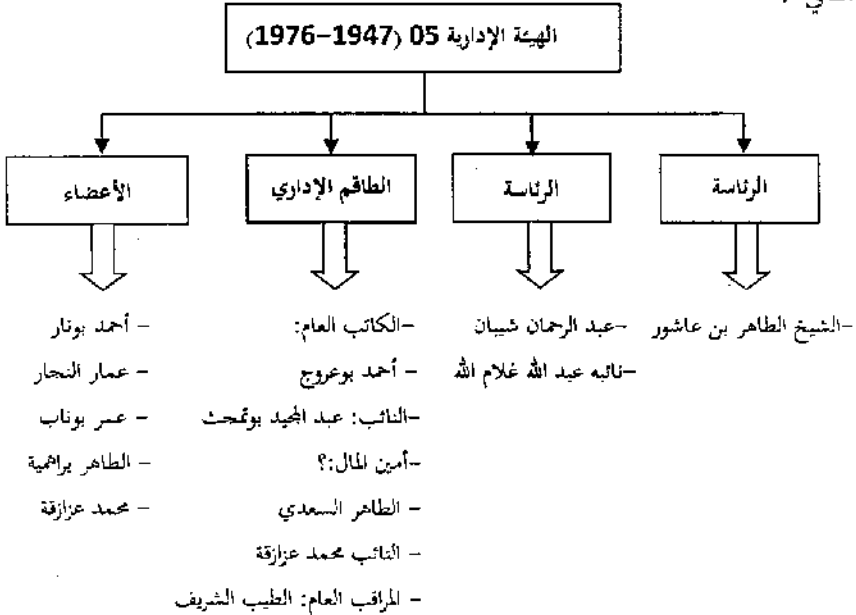 الهيئة الإدارية 05 (1947–1976)
الرئاسة
الرئاسة
الطاقم الإداري
الأعضاء
–الشيخ الطاهر بن عاشور
–عبد الرحمان شيبان
–نائبه عبد الله غلام الله
–الكاتب العام:
– أحمد بوعروج
–النائب: عبد المجيد بوتمحث
–أمين المال:؟
– الطاهر السعدي
– النائب محمد عزازقة
– المراقب العام: الطيب الشريف
– أحمد بوتار
– عمار النجار
– عمر بوناب
– الطاهر براهمية
– محمد عزازقة